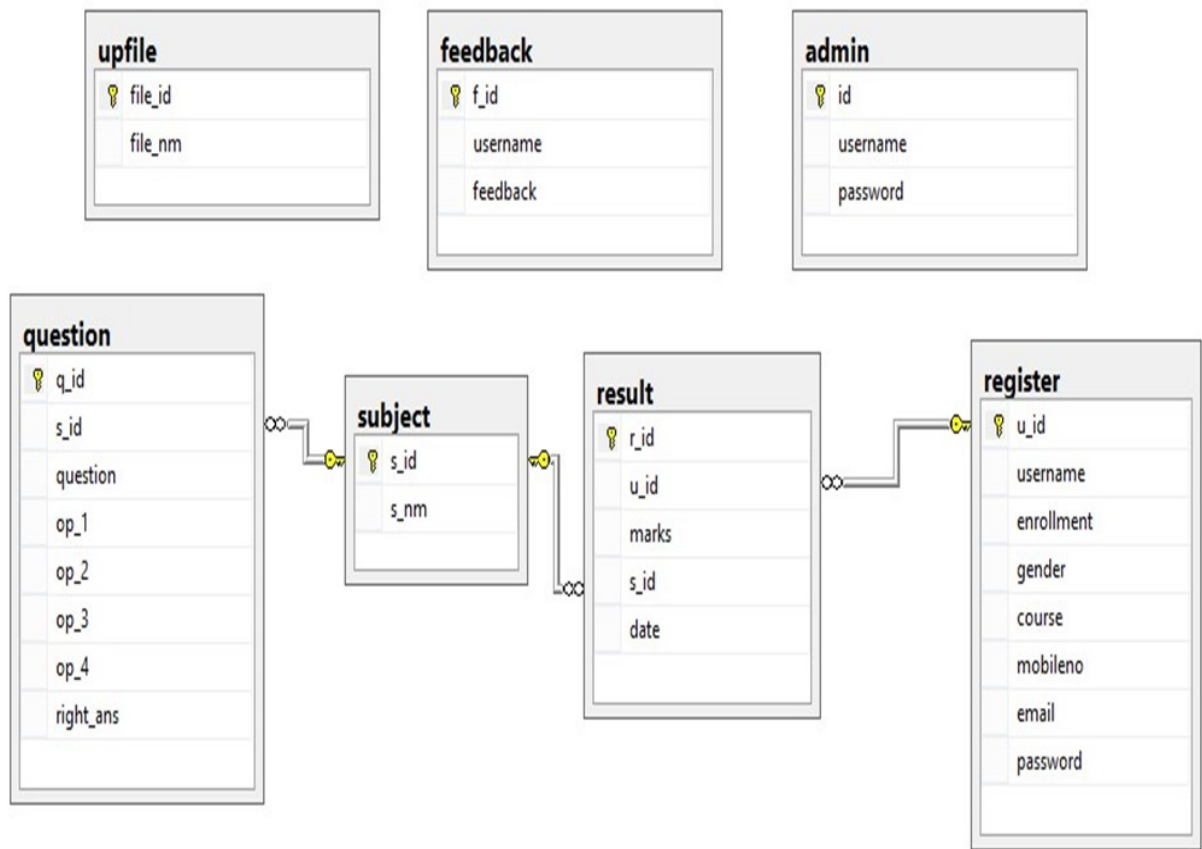 upfile
file_id
file_nm
feedback
f_id
username
feedback
admin
id
username
password
question
q_id
s_id
question
op_1
op_2
op_3
op_4
right_ans
subject
s_id
s_nm
result
r_id
u_id
marks
s_id
date
register
u_id
username
enrollment
gender
course
mobileno
email
password